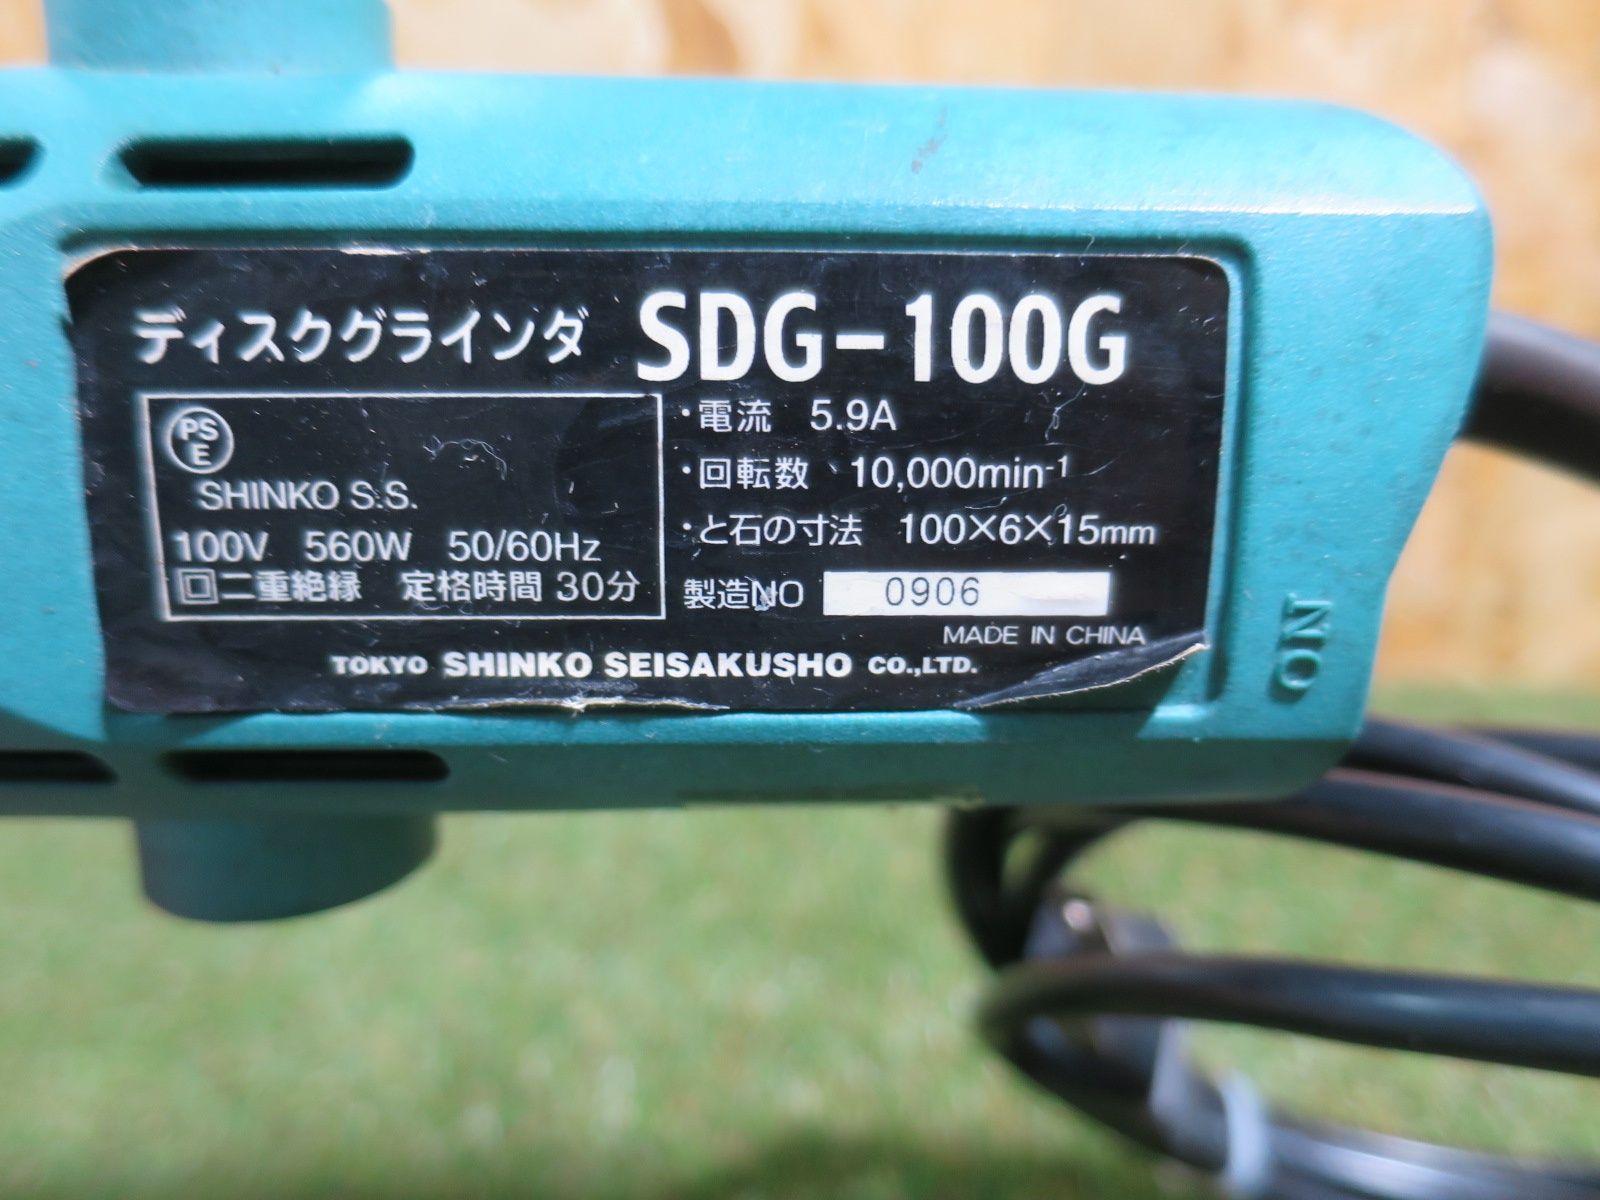 ディスクグラインダ SDG-100G
PS
E
SHINKO S.S.
100V 560W 50/60Hz
回二重絶縁 定格時間 30分
・電流 5.9A
・回転数 10,000min⁻¹
・と石の寸法 100×6×15mm
製造NO 0906
MADE IN CHINA
TOKYO SHINKO SEISAKUSHO CO.,LTD.
NO